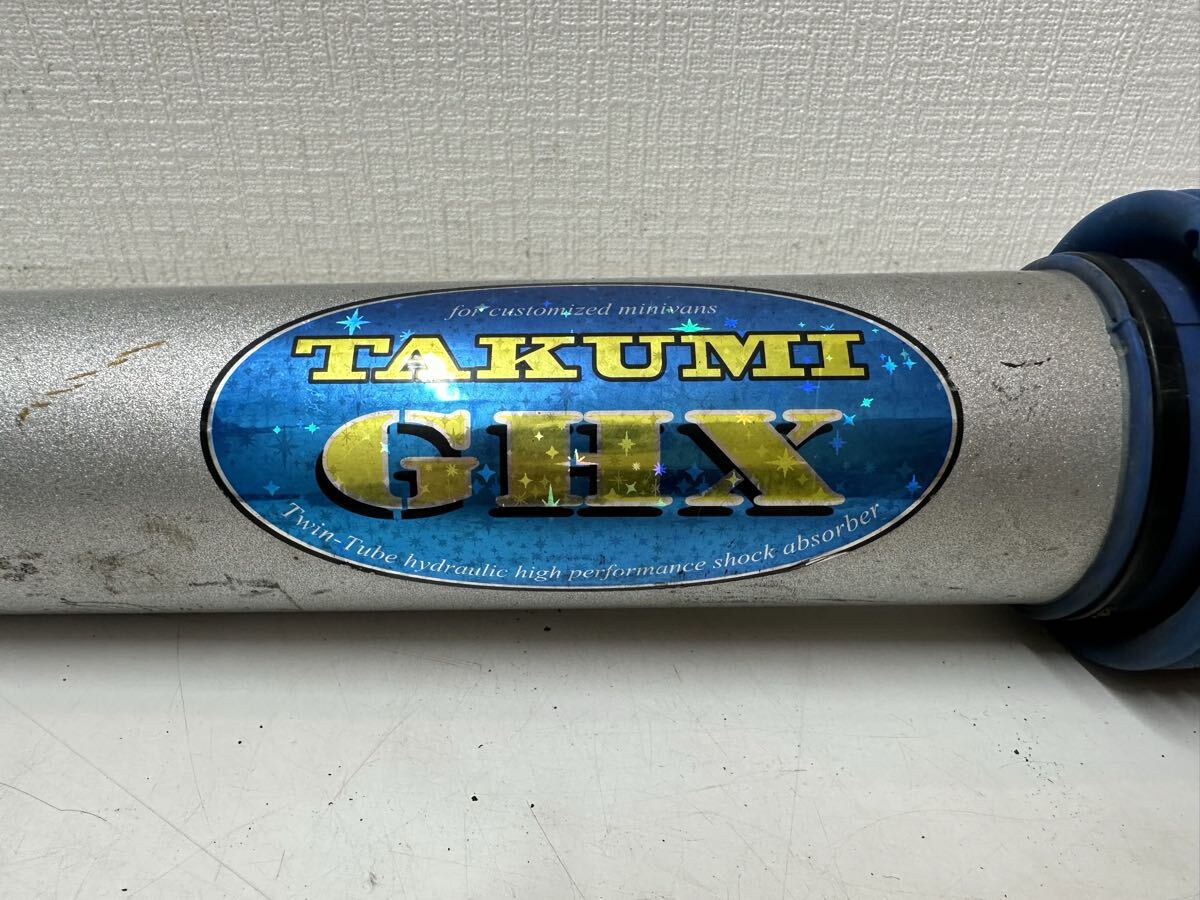 for customized minivans
TAKUMI
GHX
Twin-Tube hydraulic high performance shock absorber